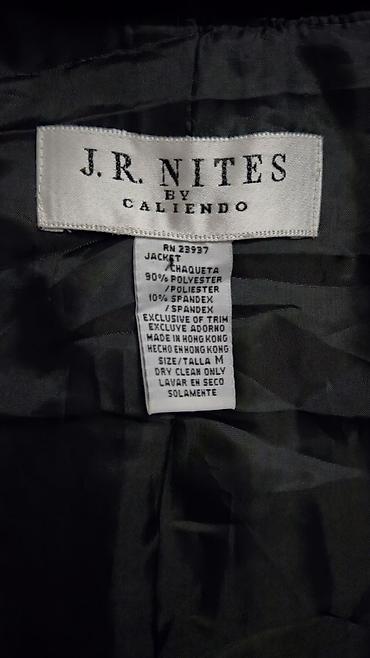 J.R. NITES
BY
CALIENDO
RN 23937
JACKET
/CHAQUETA
90% POLYESTER
/POLIESTER
10% SPANDEX
/SPANDEX
EXCLUSIVE OF TRIM
EXCLUVE ADORNO
MADE IN HONG KONG
HECHO EN HONG KONG
SIZE/TALLA M
DRY CLEAN ONLY
LAVAR EN SECO
SOLAMENTE